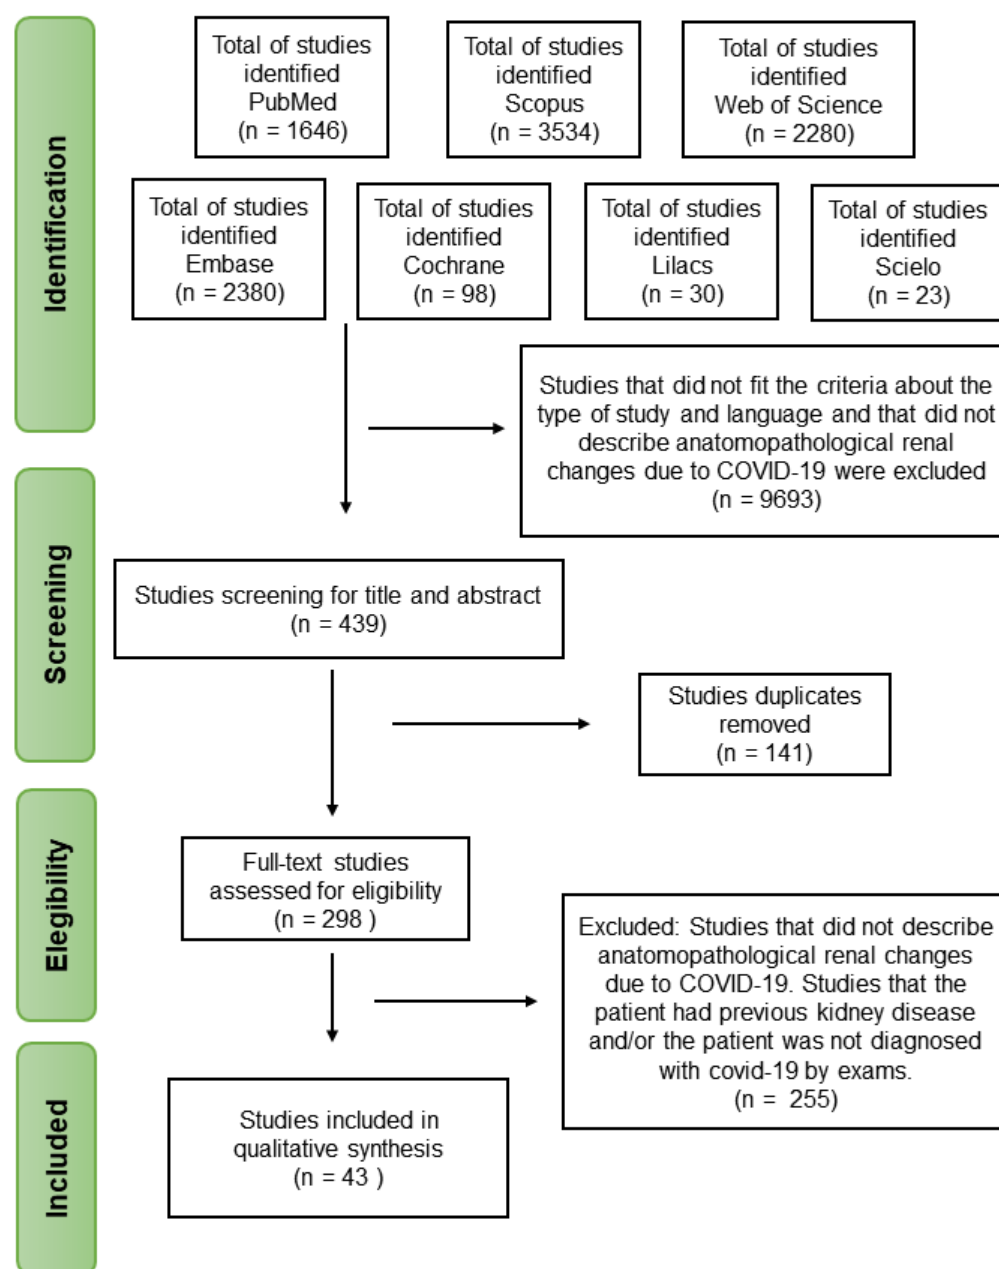 Identification
Total of studies
identified
PubMed
(n = 1646)
Total of studies
identified
Scopus
(n = 3534)
Total of studies
identified
Web of Science
(n = 2280)
Total of studies
identified
Embase
(n = 2380)
Total of studies
identified
Cochrane
(n = 98)
Total of studies
identified
Lilacs
(n = 30)
Total of studies
identified
Scielo
(n = 23)
Studies that did not fit the criteria about the
type of study and language and that did not
describe anatomopathological renal
changes due to COVID-19 were excluded
(n = 9693)
Screening
Studies screening for title and abstract
(n = 439)
Studies duplicates
removed
(n = 141)
Elegibility
Full-text studies
assessed for eligibility
(n = 298 )
Excluded: Studies that did not describe
anatomopathological renal changes
due to COVID-19. Studies that the
patient had previous kidney disease
and/or the patient was not diagnosed
with covid-19 by exams.
(n = 255)
Included
Studies included in
qualitative synthesis
(n = 43 )